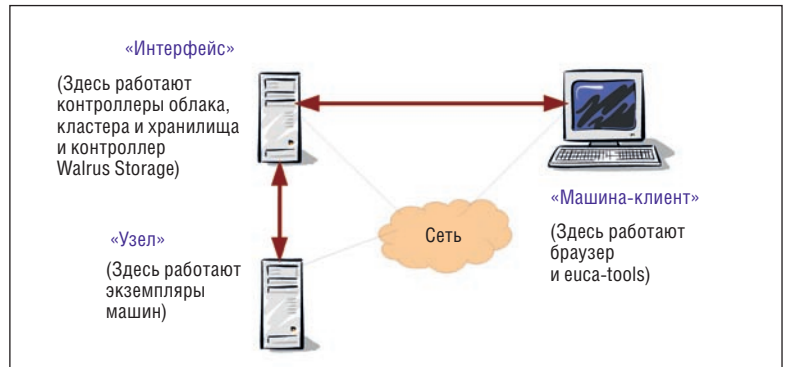 «Интерфейс»
(Здесь работают
контроллеры облака,
кластера и хранилища
и контроллер
Walrus Storage)
«Узел»
(Здесь работают
экземпляры
машин)
Сеть
«Машина-клиент»
(Здесь работают
браузер
и euca-tools)